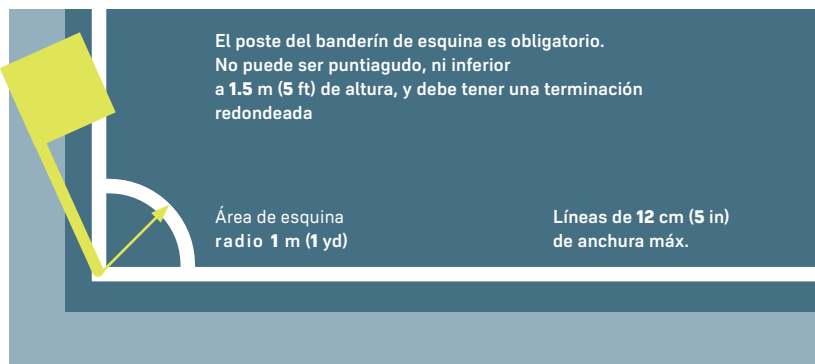 El poste del banderín de esquina es obligatorio.
No puede ser puntiagudo, ni inferior
a 1.5 m (5 ft) de altura, y debe tener una terminación
redondeada
Área de esquina
radio 1 m (1 yd)
Líneas de 12 cm (5 in)
de anchura máx.